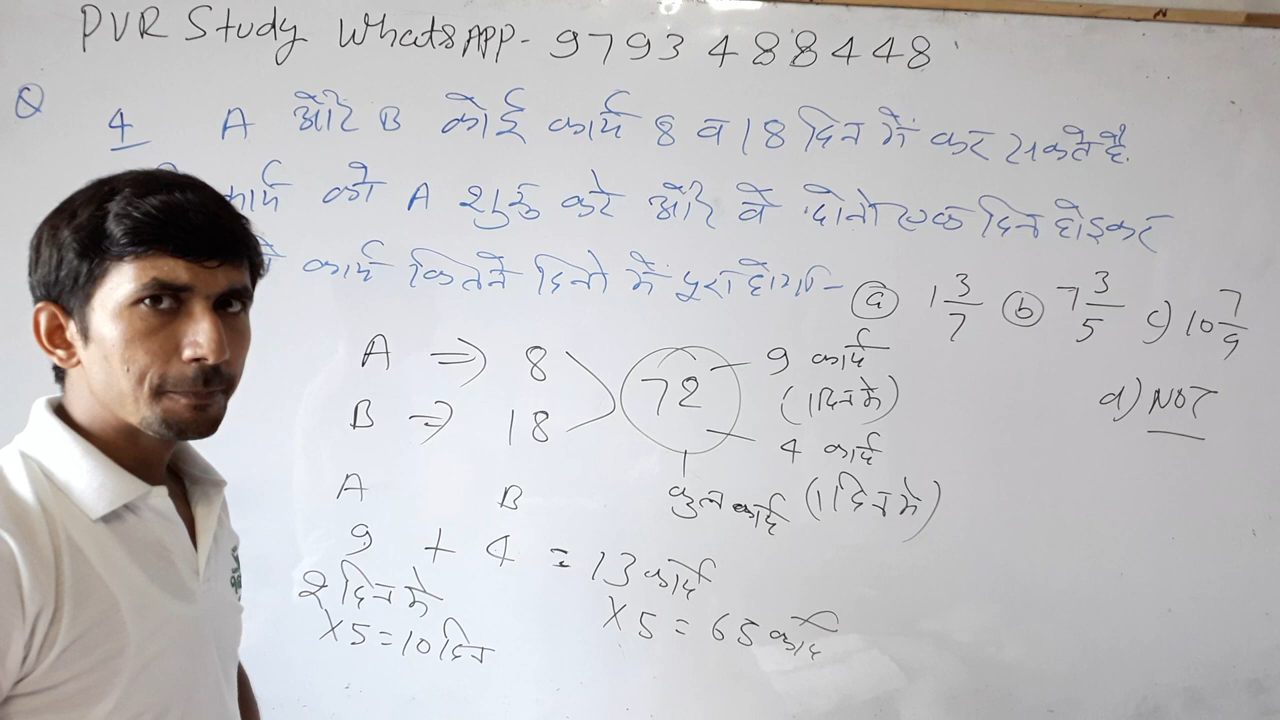 PVR Study WhatsAPP- 9793488448
Q
4 A और B कोई कार्य 8 व 18 दिन में कर सकते है.
कार्य को A शुरु करे और वे दोनो एक दिन छोड़कर
कार्य कितने दिनो में पूरा होगा-
(a) 1 3/7 (b) 7 3/5 c) 10 7/9
d) NOT
A ⇒ 8
B ⇒ 18
72
9 कार्य
(1 दिन मे)
4 कार्य
(1 दिन मे)
कुल कार्य
A B
9 + 4 = 13 कार्य
2 दिन मे
X5 = 10 दिन X5 = 65 कार्य